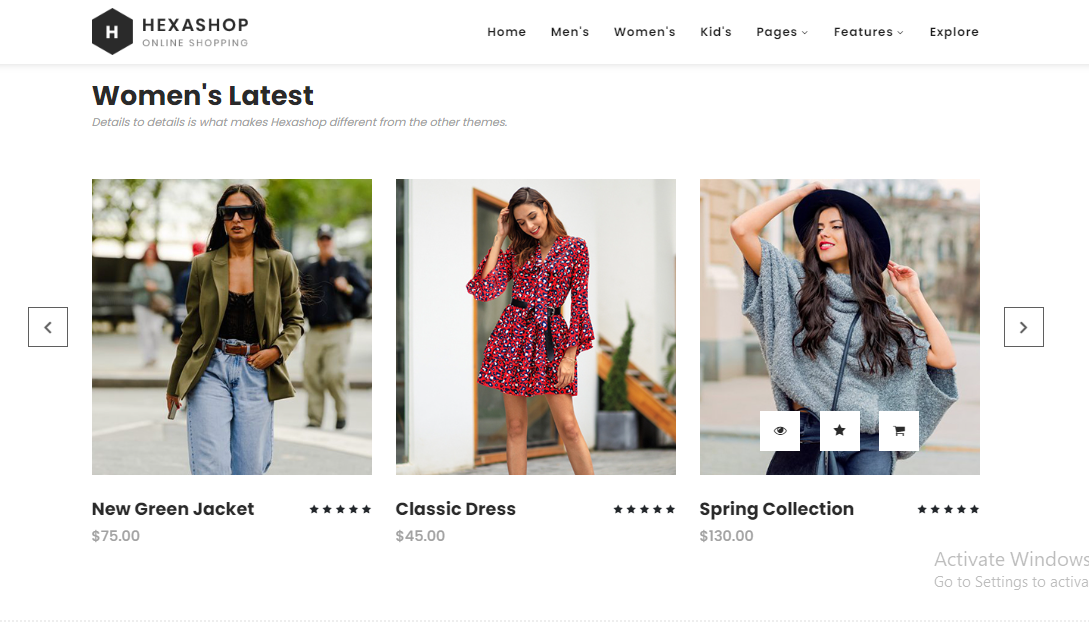 H
HEXASHOP
ONLINE SHOPPING
Home
Men's
Women's
Kid's
Pages
Features
Explore
Women's Latest
Details to details is what makes Hexashop different from the other themes.
New Green Jacket
$75.00
Classic Dress
$45.00
Spring Collection
$130.00
Activate Windows
Go to Settings to activa